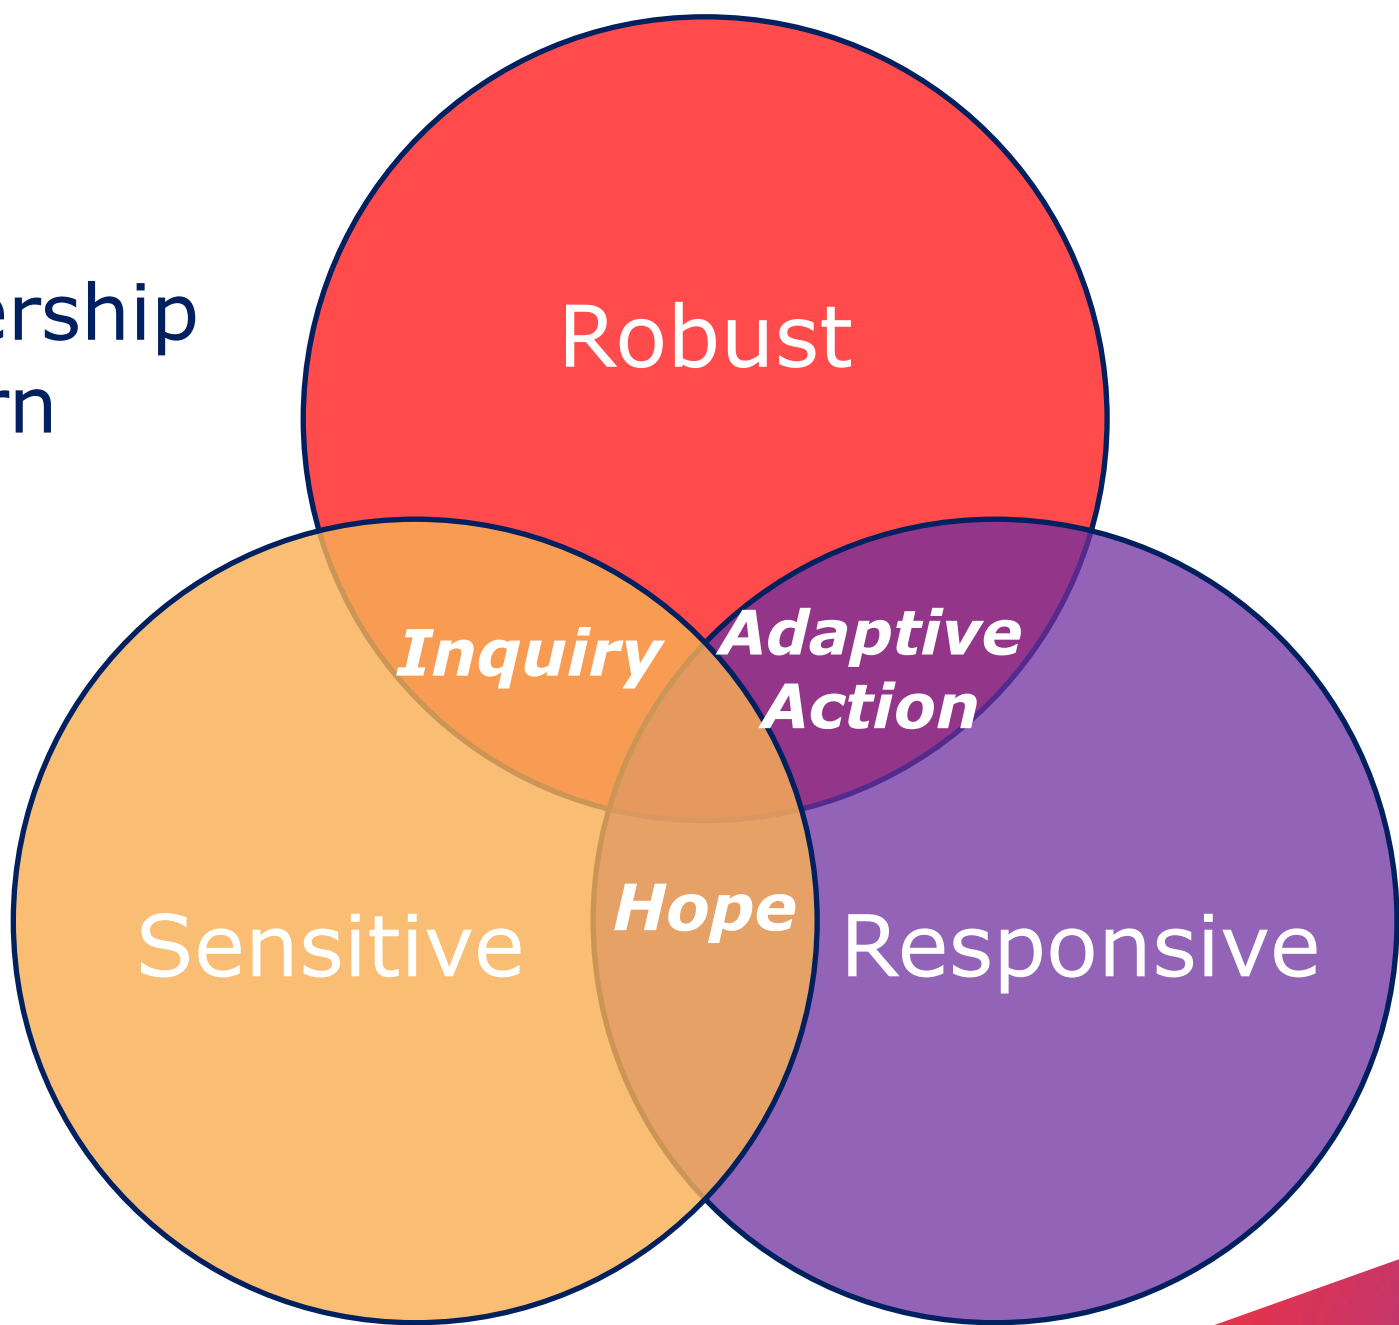 ership
rn
Robust
Inquiry
Adaptive
Action
Hope
Sensitive
Responsive